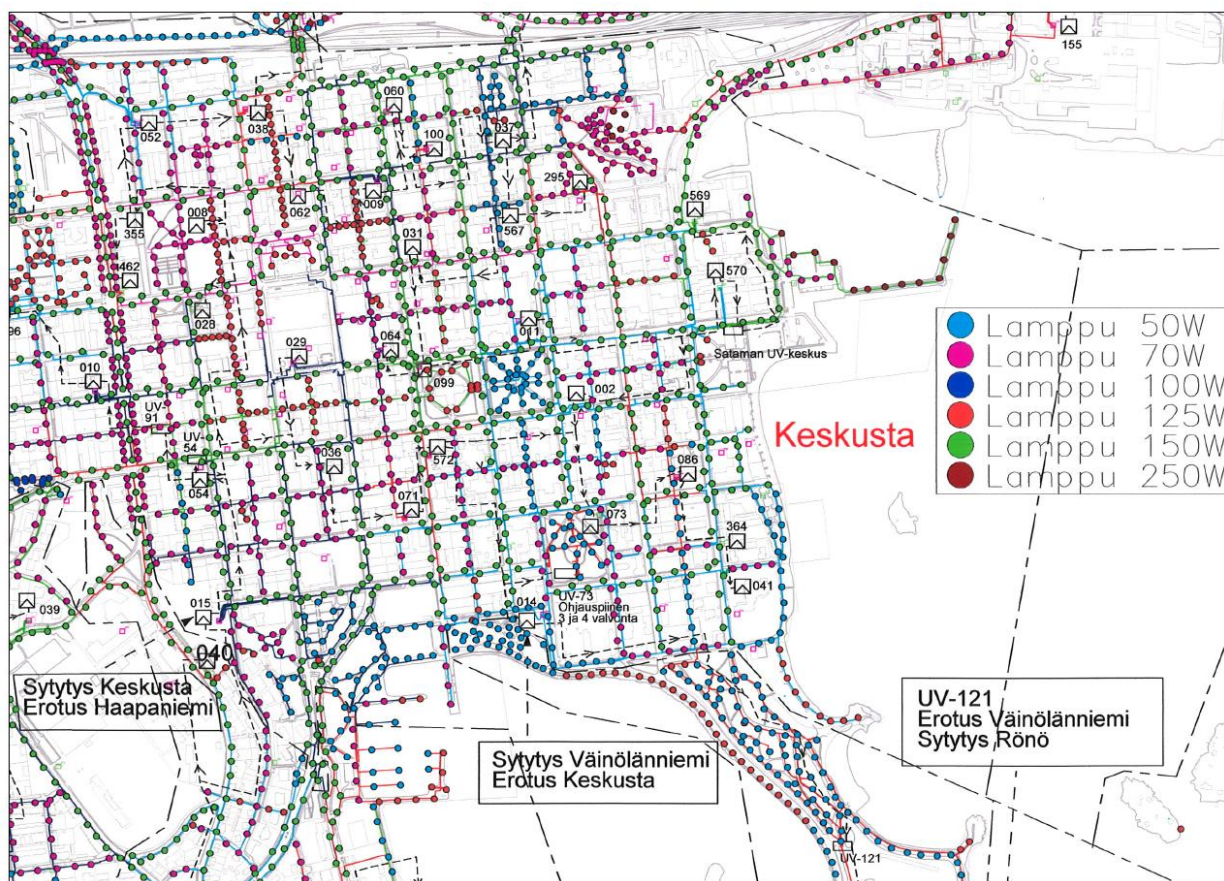 155
060
038
052
100
037
295
062
009
008
355
567
569
031
462
570
028
011
96
064
029
Sataman UV-keskus
010
099
002
UV-
91
UV-
54
572
036
086
054
071
073
364
041
UV-73
Ohjauspiinen
3 ja 4 valvonta
039
015
014
040
Lamppu 50W
Lamppu 70W
Lamppu 100W
Lamppu 125W
Lamppu 150W
Lamppu 250W
Keskusta
Sytytys Keskusta
Erotus Haapaniemi
Sytytys Väinölänniemi
Erotus Keskusta
UV-121
Erotus Väinölänniemi
Sytytys Rönö
UV-121